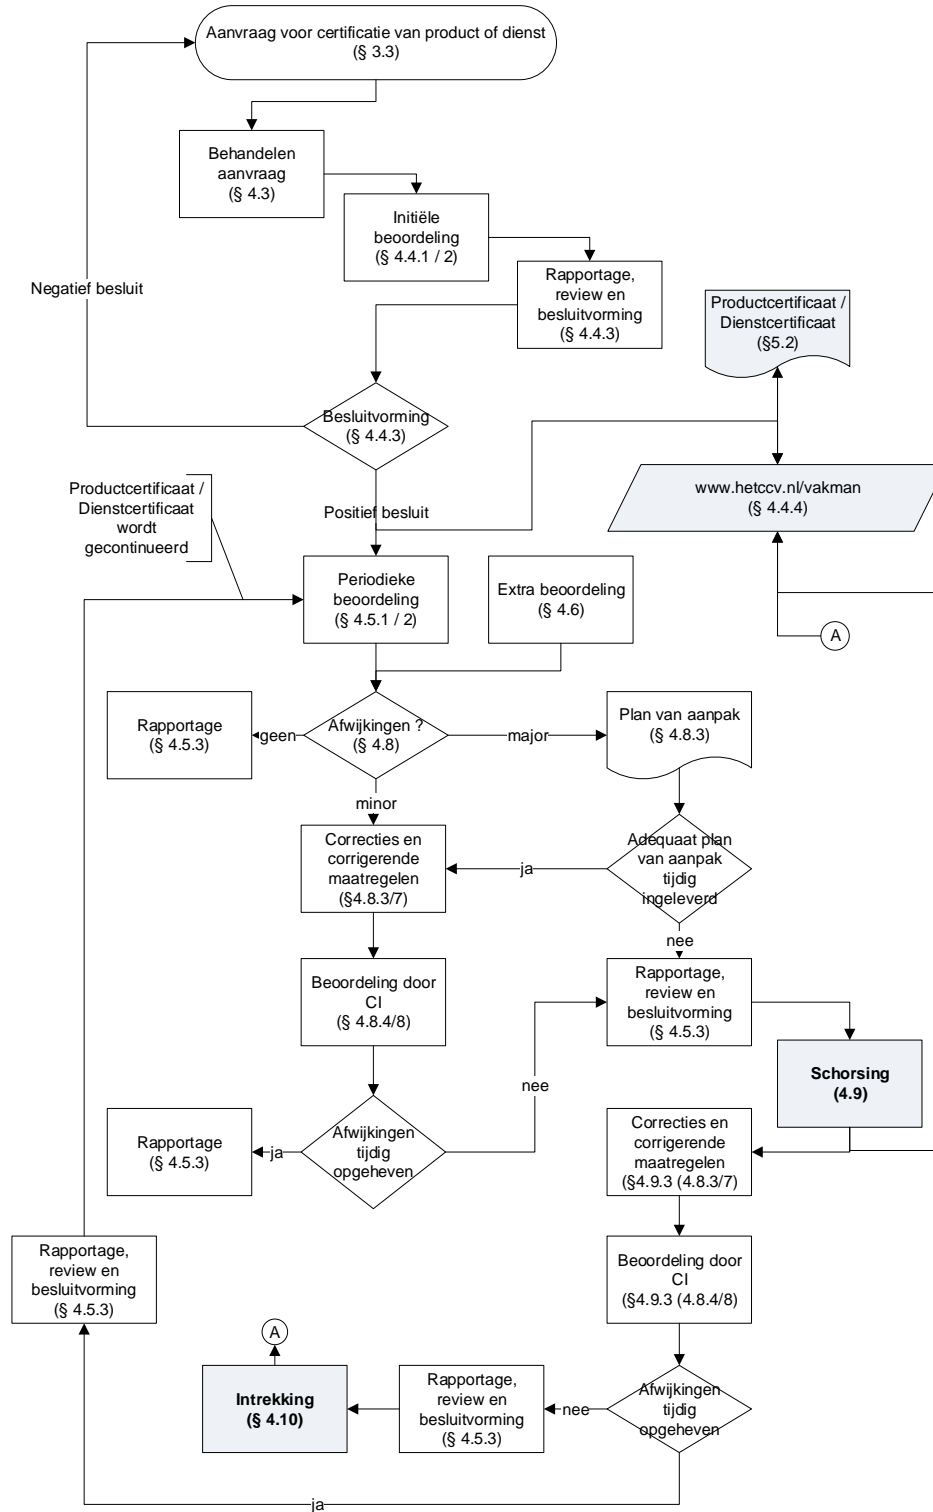 Aanvraag voor certificatie van product of dienst
(§ 3.3)
Behandelen
aanvraag
(§ 4.3)
Initiële
beoordeling
(§ 4.4.1 / 2)
Rapportage,
review en
besluitvorming
(§ 4.4.3)
Negatief besluit
Productcertificaat /
Dienstcertificaat
(§5.2)
Besluitvorming
(§ 4.4.3)
www.hetccv.nl/vakman
(§ 4.4.4)
Productcertificaat /
Dienstcertificaat
wordt
gecontinueerd
Positief besluit
Periodieke
beoordeling
(§ 4.5.1 / 2)
Extra beoordeling
(§ 4.6)
A
Rapportage
(§ 4.5.3)
geen
Afwijkingen ?
(§ 4.8)
major
Plan van aanpak
(§ 4.8.3)
minor
Correcties en
corrigerende
maatregelen
(§4.8.3/7)
ja
Adequaat plan
van aanpak
tijdig
ingeleverd
nee
Beoordeling door
CI
(§ 4.8.4/8)
Rapportage,
review en
besluitvorming
(§ 4.5.3)
nee
Schorsing
(4.9)
Rapportage
(§ 4.5.3)
ja
Afwijkingen
tijdig
opgeheven
Correcties en
corrigerende
maatregelen
(§4.9.3 (4.8.3/7)
Rapportage,
review en
besluitvorming
(§ 4.5.3)
Beoordeling door
CI
(§4.9.3 (4.8.4/8)
A
Intrekking
(§ 4.10)
Rapportage,
review en
besluitvorming
(§ 4.5.3)
nee
Afwijkingen
tijdig
opgeheven
ja